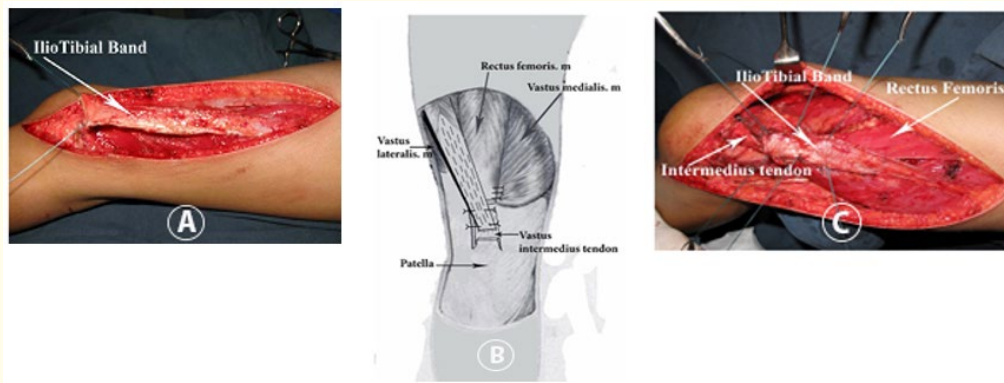 IlioTibial Band
A
Rectus femoris. m
Vastus medialis. m
Vastus
lateralis. m
Vastus
intermedius tendon
Patella
B
IlioTibial Band
Rectus Femoris
Intermedius tendon
C